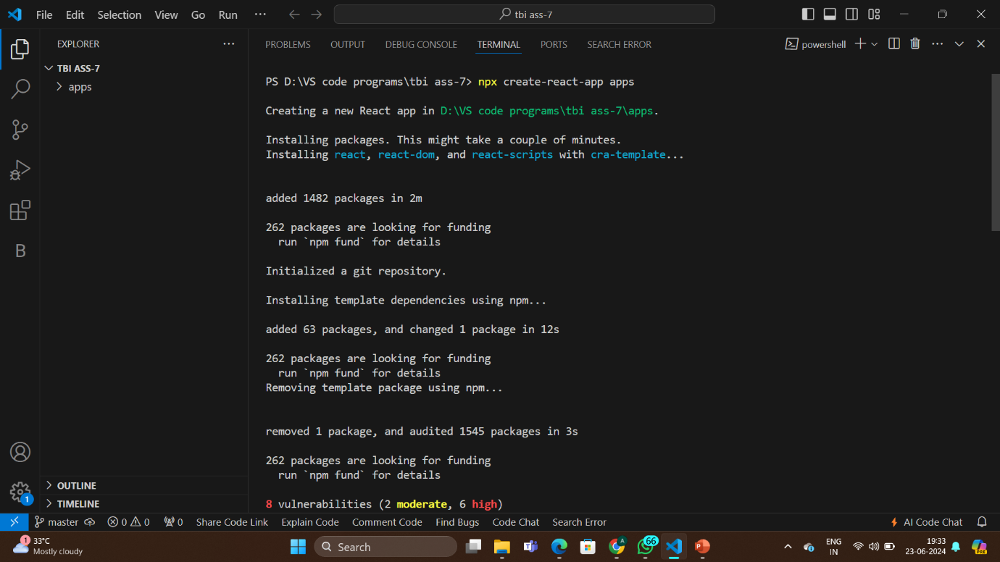 File Edit Selection View Go Run ··· tbi ass-7
EXPLORER ···
TBI ASS-7
apps
B
1
OUTLINE
TIMELINE
PROBLEMS OUTPUT DEBUG CONSOLE TERMINAL PORTS SEARCH ERROR powershell ···
PS D:\VS code programs\tbi ass-7> npx create-react-app apps
Creating a new React app in D:\VS code programs\tbi ass-7\apps.
Installing packages. This might take a couple of minutes.
Installing react, react-dom, and react-scripts with cra-template...
added 1482 packages in 2m
262 packages are looking for funding
run `npm fund` for details
Initialized a git repository.
Installing template dependencies using npm...
added 63 packages, and changed 1 package in 12s
262 packages are looking for funding
run `npm fund` for details
Removing template package using npm...
removed 1 package, and audited 1545 packages in 3s
262 packages are looking for funding
run `npm fund` for details
8 vulnerabilities (2 moderate, 6 high)
master 0 0 0 Share Code Link Explain Code Comment Code Find Bugs Code Chat Search Error AI Code Chat
1 33°C
Mostly cloudy
Search
A
66
ENG
IN
19:33
23-06-2024
PRE